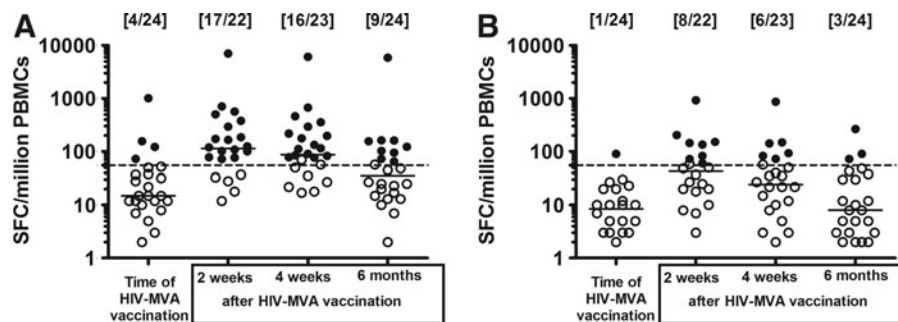 A
[4/24] [17/22] [16/23] [9/24]
SFC/million PBMCs
10000
1000
100
10
1
Time of
HIV-MVA
vaccination
2 weeks 4 weeks 6 months
after HIV-MVA vaccination
B
[1/24] [8/22] [6/23] [3/24]
SFC/million PBMCs
10000
1000
100
10
1
Time of
HIV-MVA
vaccination
2 weeks 4 weeks 6 months
after HIV-MVA vaccination